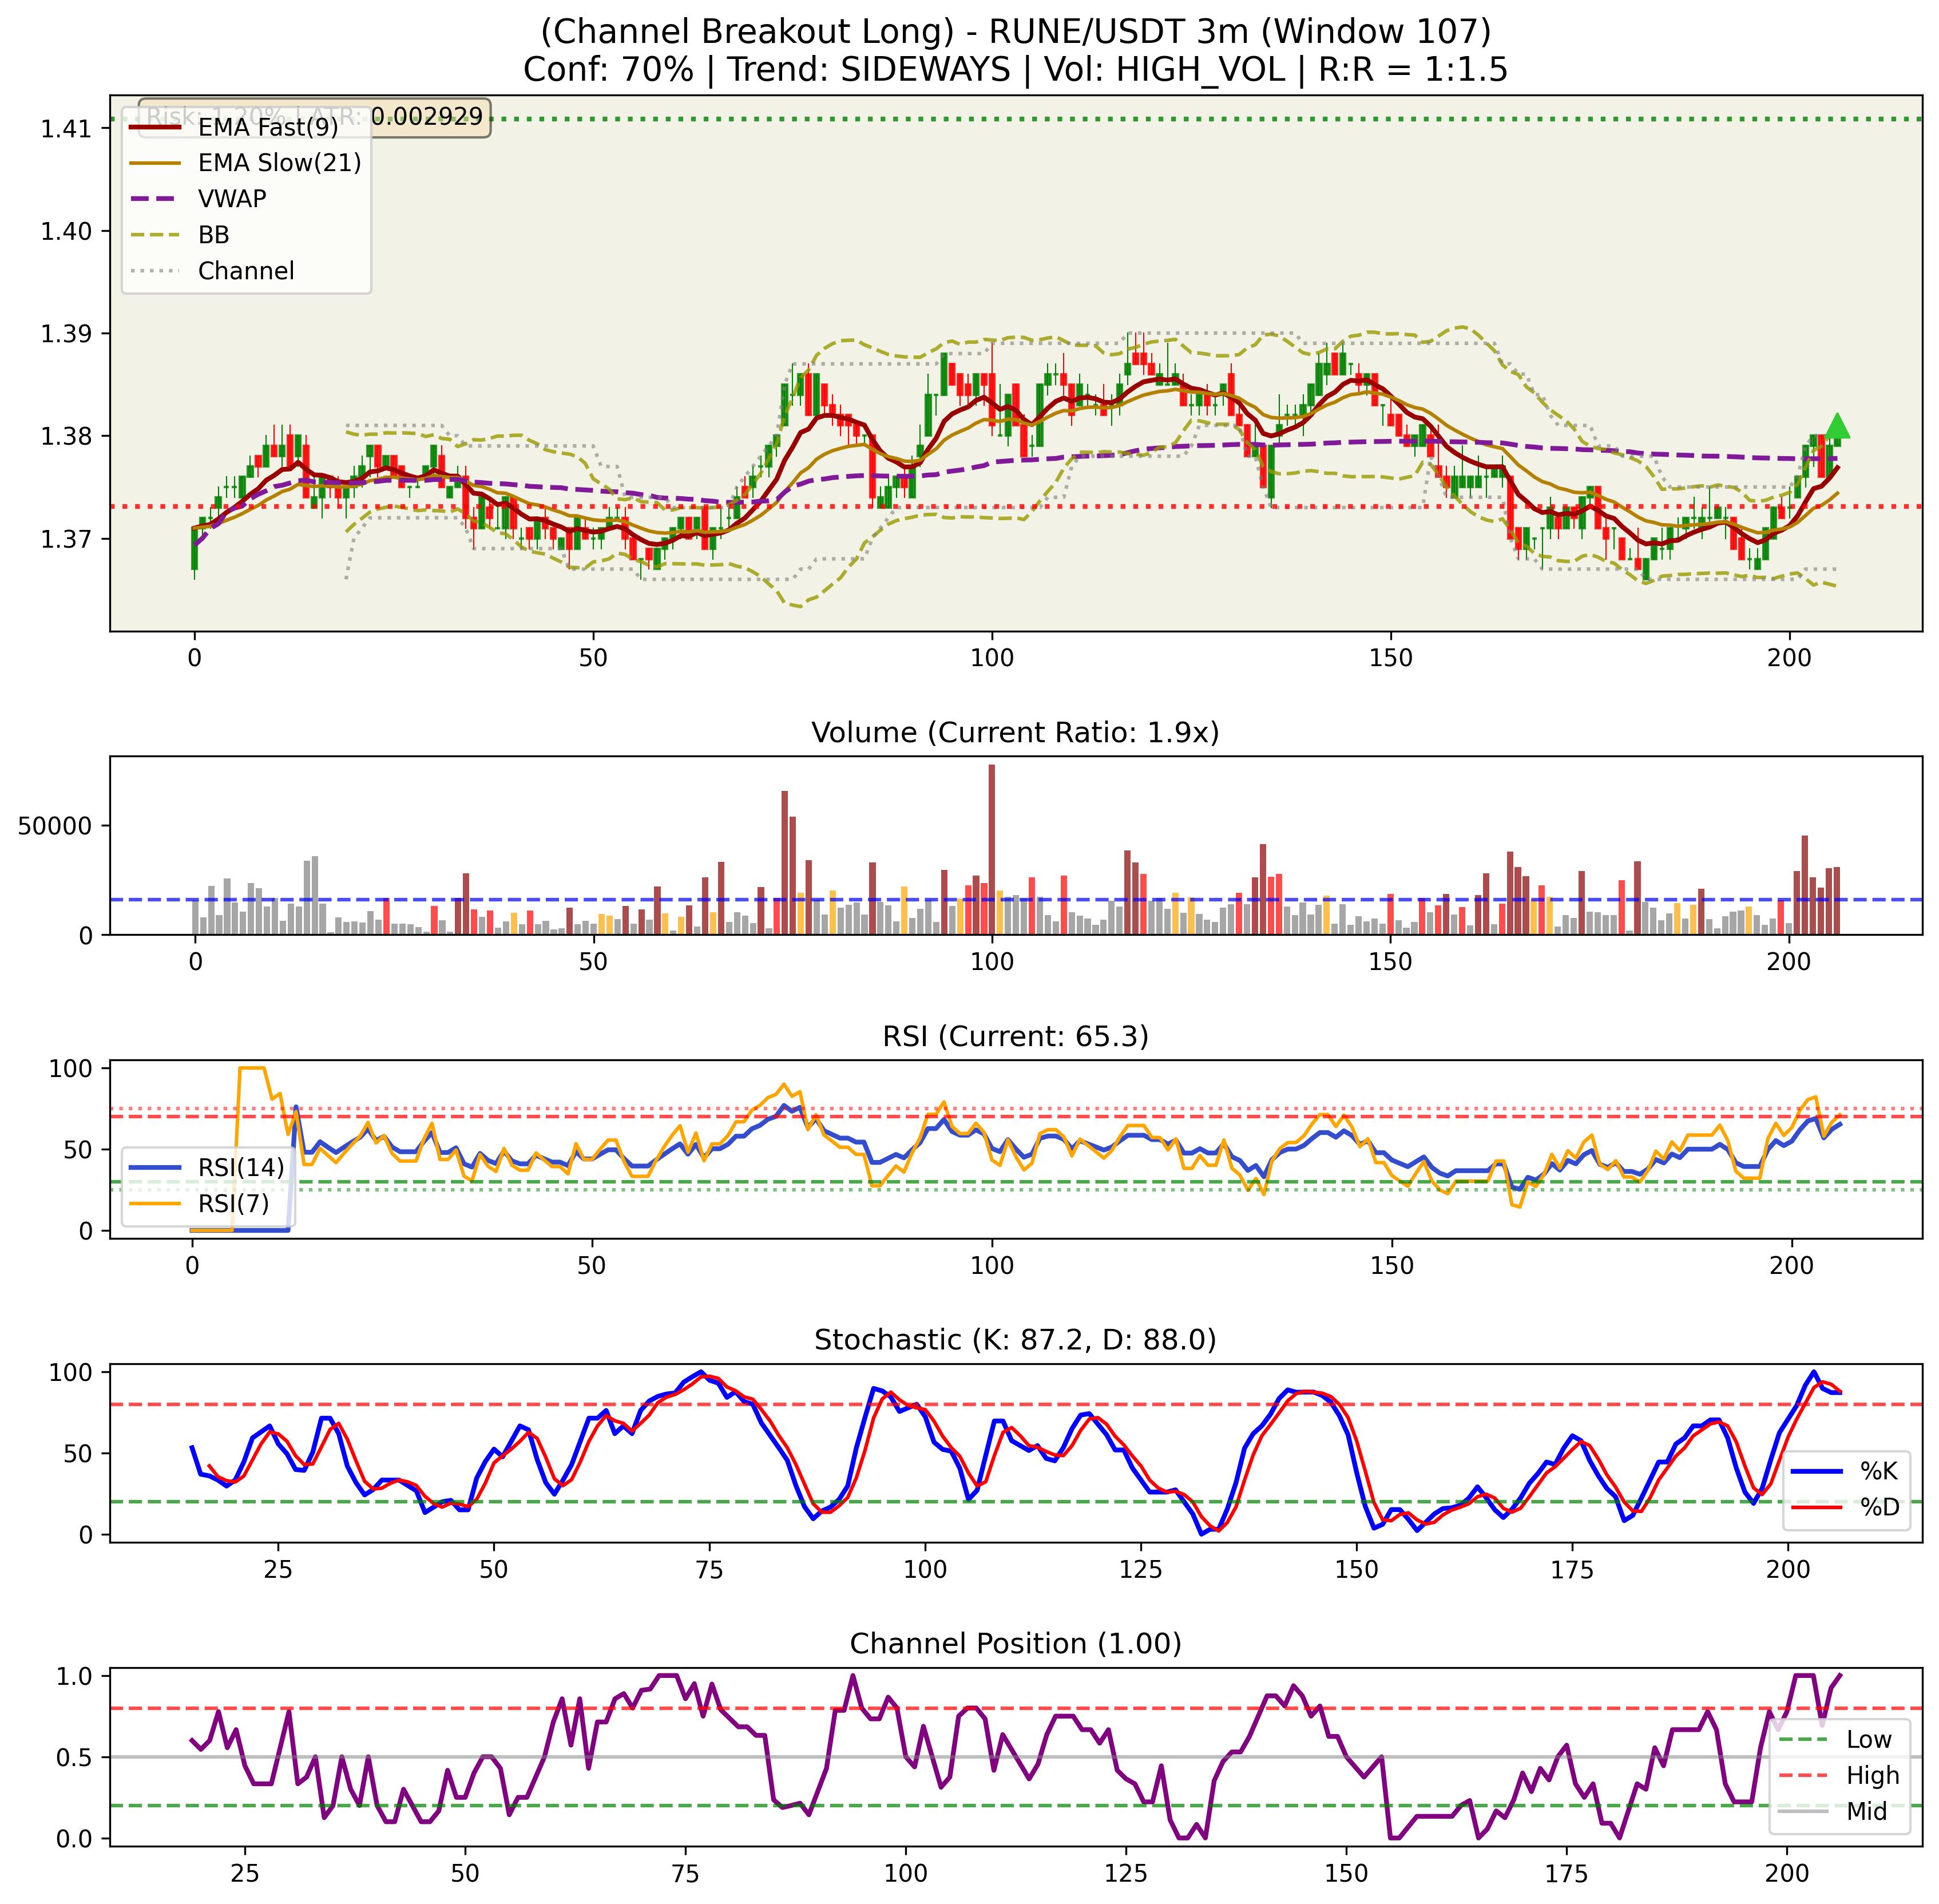 (Channel Breakout Long) - RUNE/USDT 3m (Window 107)
Conf: 70% | Trend: SIDEWAYS | Vol: HIGH_VOL | R:R = 1:1.5
Risk: 1.20% | ATR: 0.002929
EMA Fast(9)
EMA Slow(21)
VWAP
BB
Channel
1.41
1.40
1.39
1.38
1.37
0 50 100 150 200
Volume (Current Ratio: 1.9x)
50000
0
0 50 100 150 200
RSI (Current: 65.3)
100
50
0
RSI(14)
RSI(7)
0 50 100 150 200
Stochastic (K: 87.2, D: 88.0)
100
50
0
%K
%D
25 50 75 100 125 150 175 200
Channel Position (1.00)
1.0
0.5
0.0
Low
High
Mid
25 50 75 100 125 150 175 200